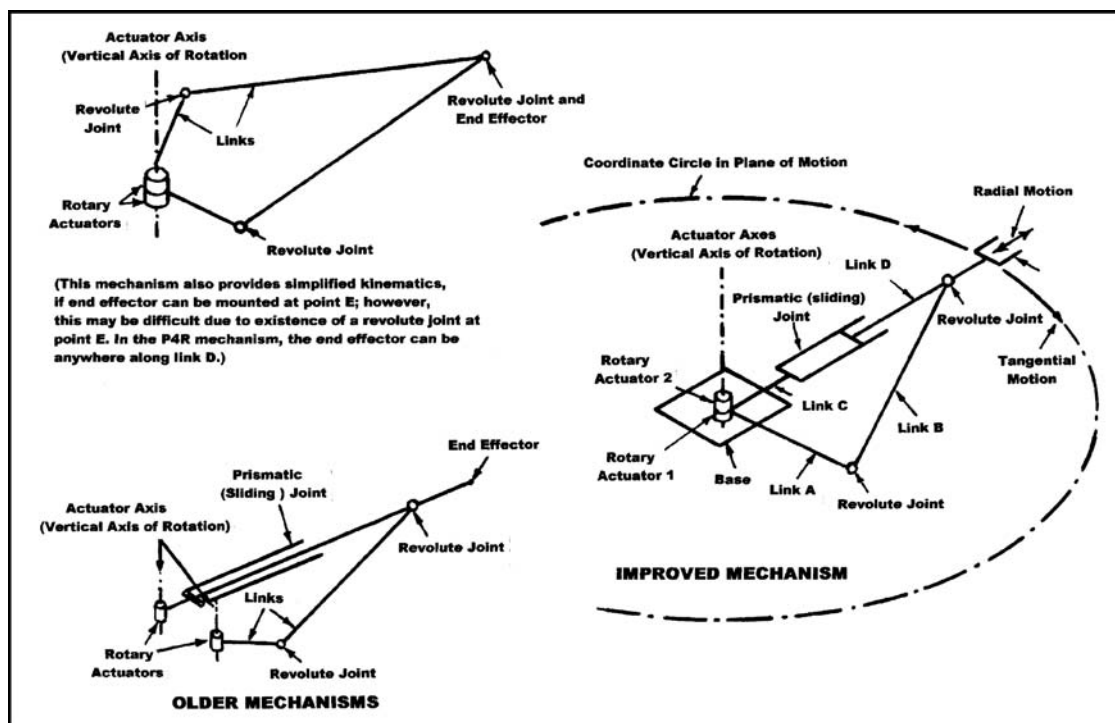 Actuator Axis
(Vertical Axis of Rotation
Revolute
Joint
Links
Revolute Joint and
End Effector
Rotary
Actuators
Revolute Joint
(This mechanism also provides simplified kinematics,
if end effector can be mounted at point E; however,
this may be difficult due to existence of a revolute joint at
point E. In the P4R mechanism, the end effector can be
anywhere along link D.)
End Effector
Prismatic
(Sliding ) Joint
Actuator Axis
(Vertical Axis of Rotation)
Revolute Joint
Links
Rotary
Actuators
Revolute Joint
OLDER MECHANISMS
Coordinate Circle in Plane of Motion
Radial Motion
Actuator Axes
(Vertical Axis of Rotation)
Link D
Prismatic (sliding)
Joint
Revolute Joint
Tangential
Motion
Rotary
Actuator 2
Link C
Link B
Rotary
Actuator 1
Base
Link A
Revolute Joint
IMPROVED MECHANISM